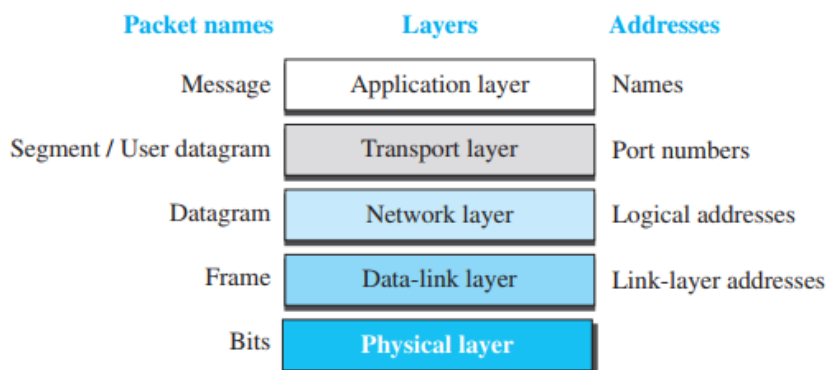 Packet names Layers Addresses
Message Application layer Names
Segment / User datagram Transport layer Port numbers
Datagram Network layer Logical addresses
Frame Data-link layer Link-layer addresses
Bits Physical layer